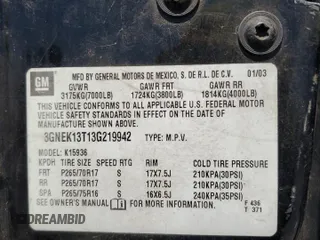 GM
MFD BY GENERAL MOTORS DE MEXICO, S. DE R.L. DE C.V. 01/03
GVWR GAWR FRT GAWR RR
3175KG(7000LB) 1724KG(3800LB) 1814KG(4000LB)
THIS VEHICLE CONFORMS TO ALL APPLICABLE U.S. FEDERAL MOTOR
VEHICLE SAFETY STANDARDS IN EFFECT ON THE DATE OF
MANUFACTURE SHOWN ABOVE.
3GNEK13T13G219942 TYPE: M.P.V.
MODEL: K15936
TIRE SIZE SPEED RTG RIM COLD TIRE PRESSURE
FRT P265/70R17 S 17X7.5J 210KPA(30PSI)
RR P265/70R17 S 17X7.5J 210KPA(30PSI)
SPA P265/75R16 S 16X6.5J 240KPA(35PSI)
F 436
T: 371
© DRIVEMIND BY OWNER